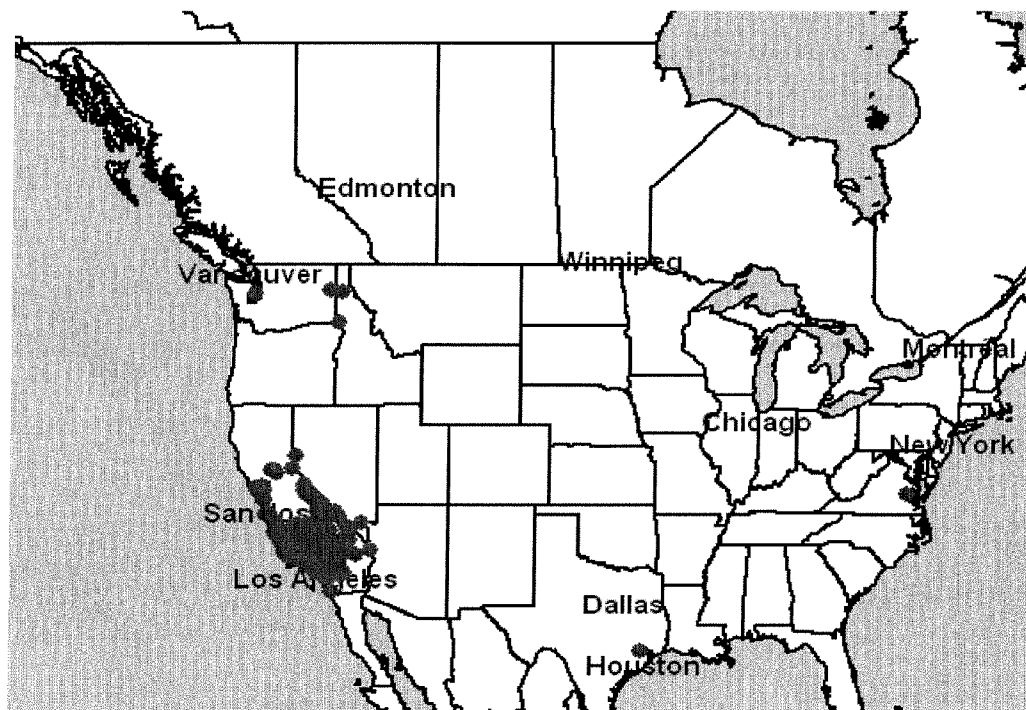 Edmonton
Winnipeg
Vancouver
Montreal
Chicago
New York
San Jose
Los Angeles
Dallas
Houston